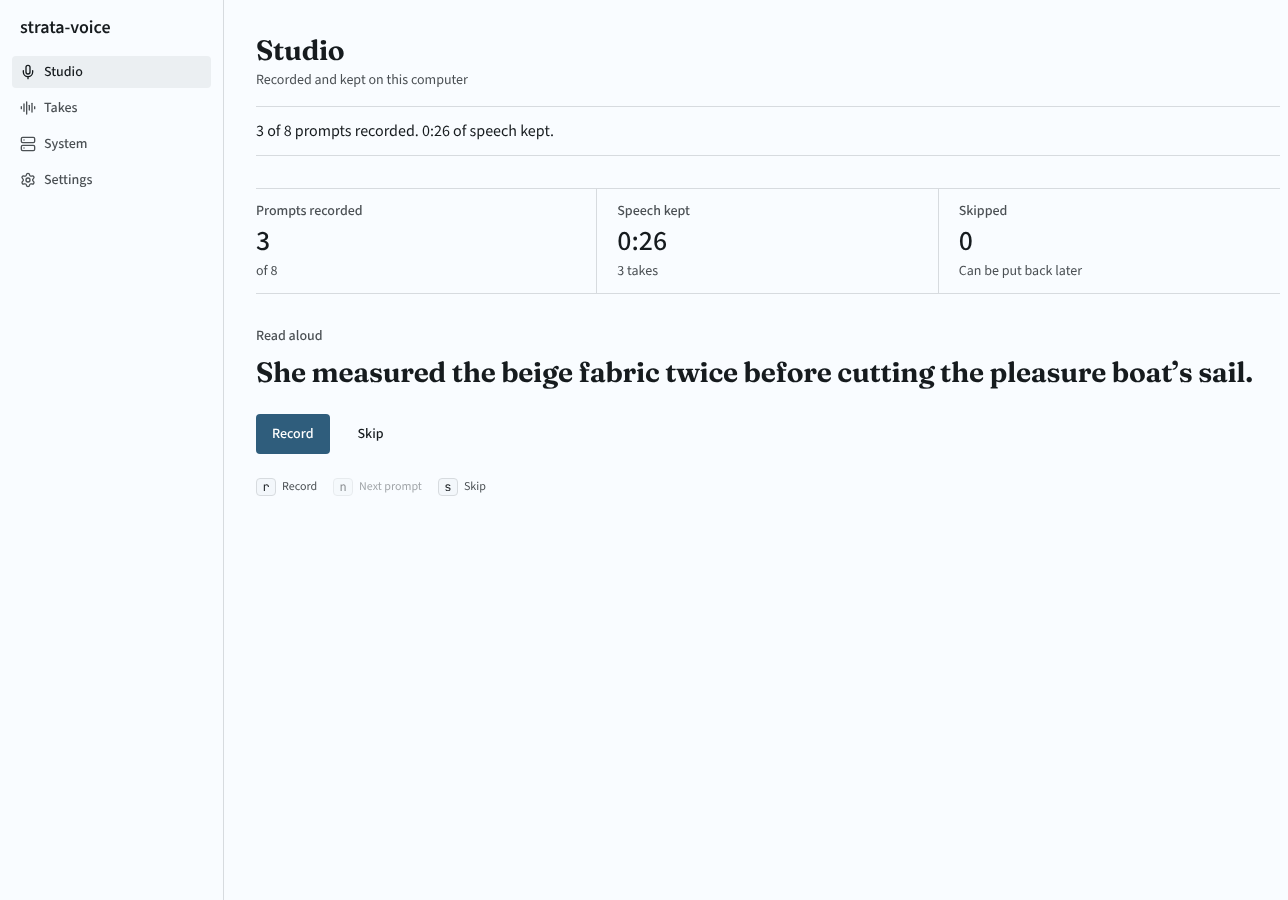 strata-voice
Studio
Takes
System
Settings
Studio
Recorded and kept on this computer
3 of 8 prompts recorded. 0:26 of speech kept.
Prompts recorded
3
of 8
Speech kept
0:26
3 takes
Skipped
0
Can be put back later
Read aloud
She measured the beige fabric twice before cutting the pleasure boat’s sail.
Record Skip
r Record n Next prompt s Skip